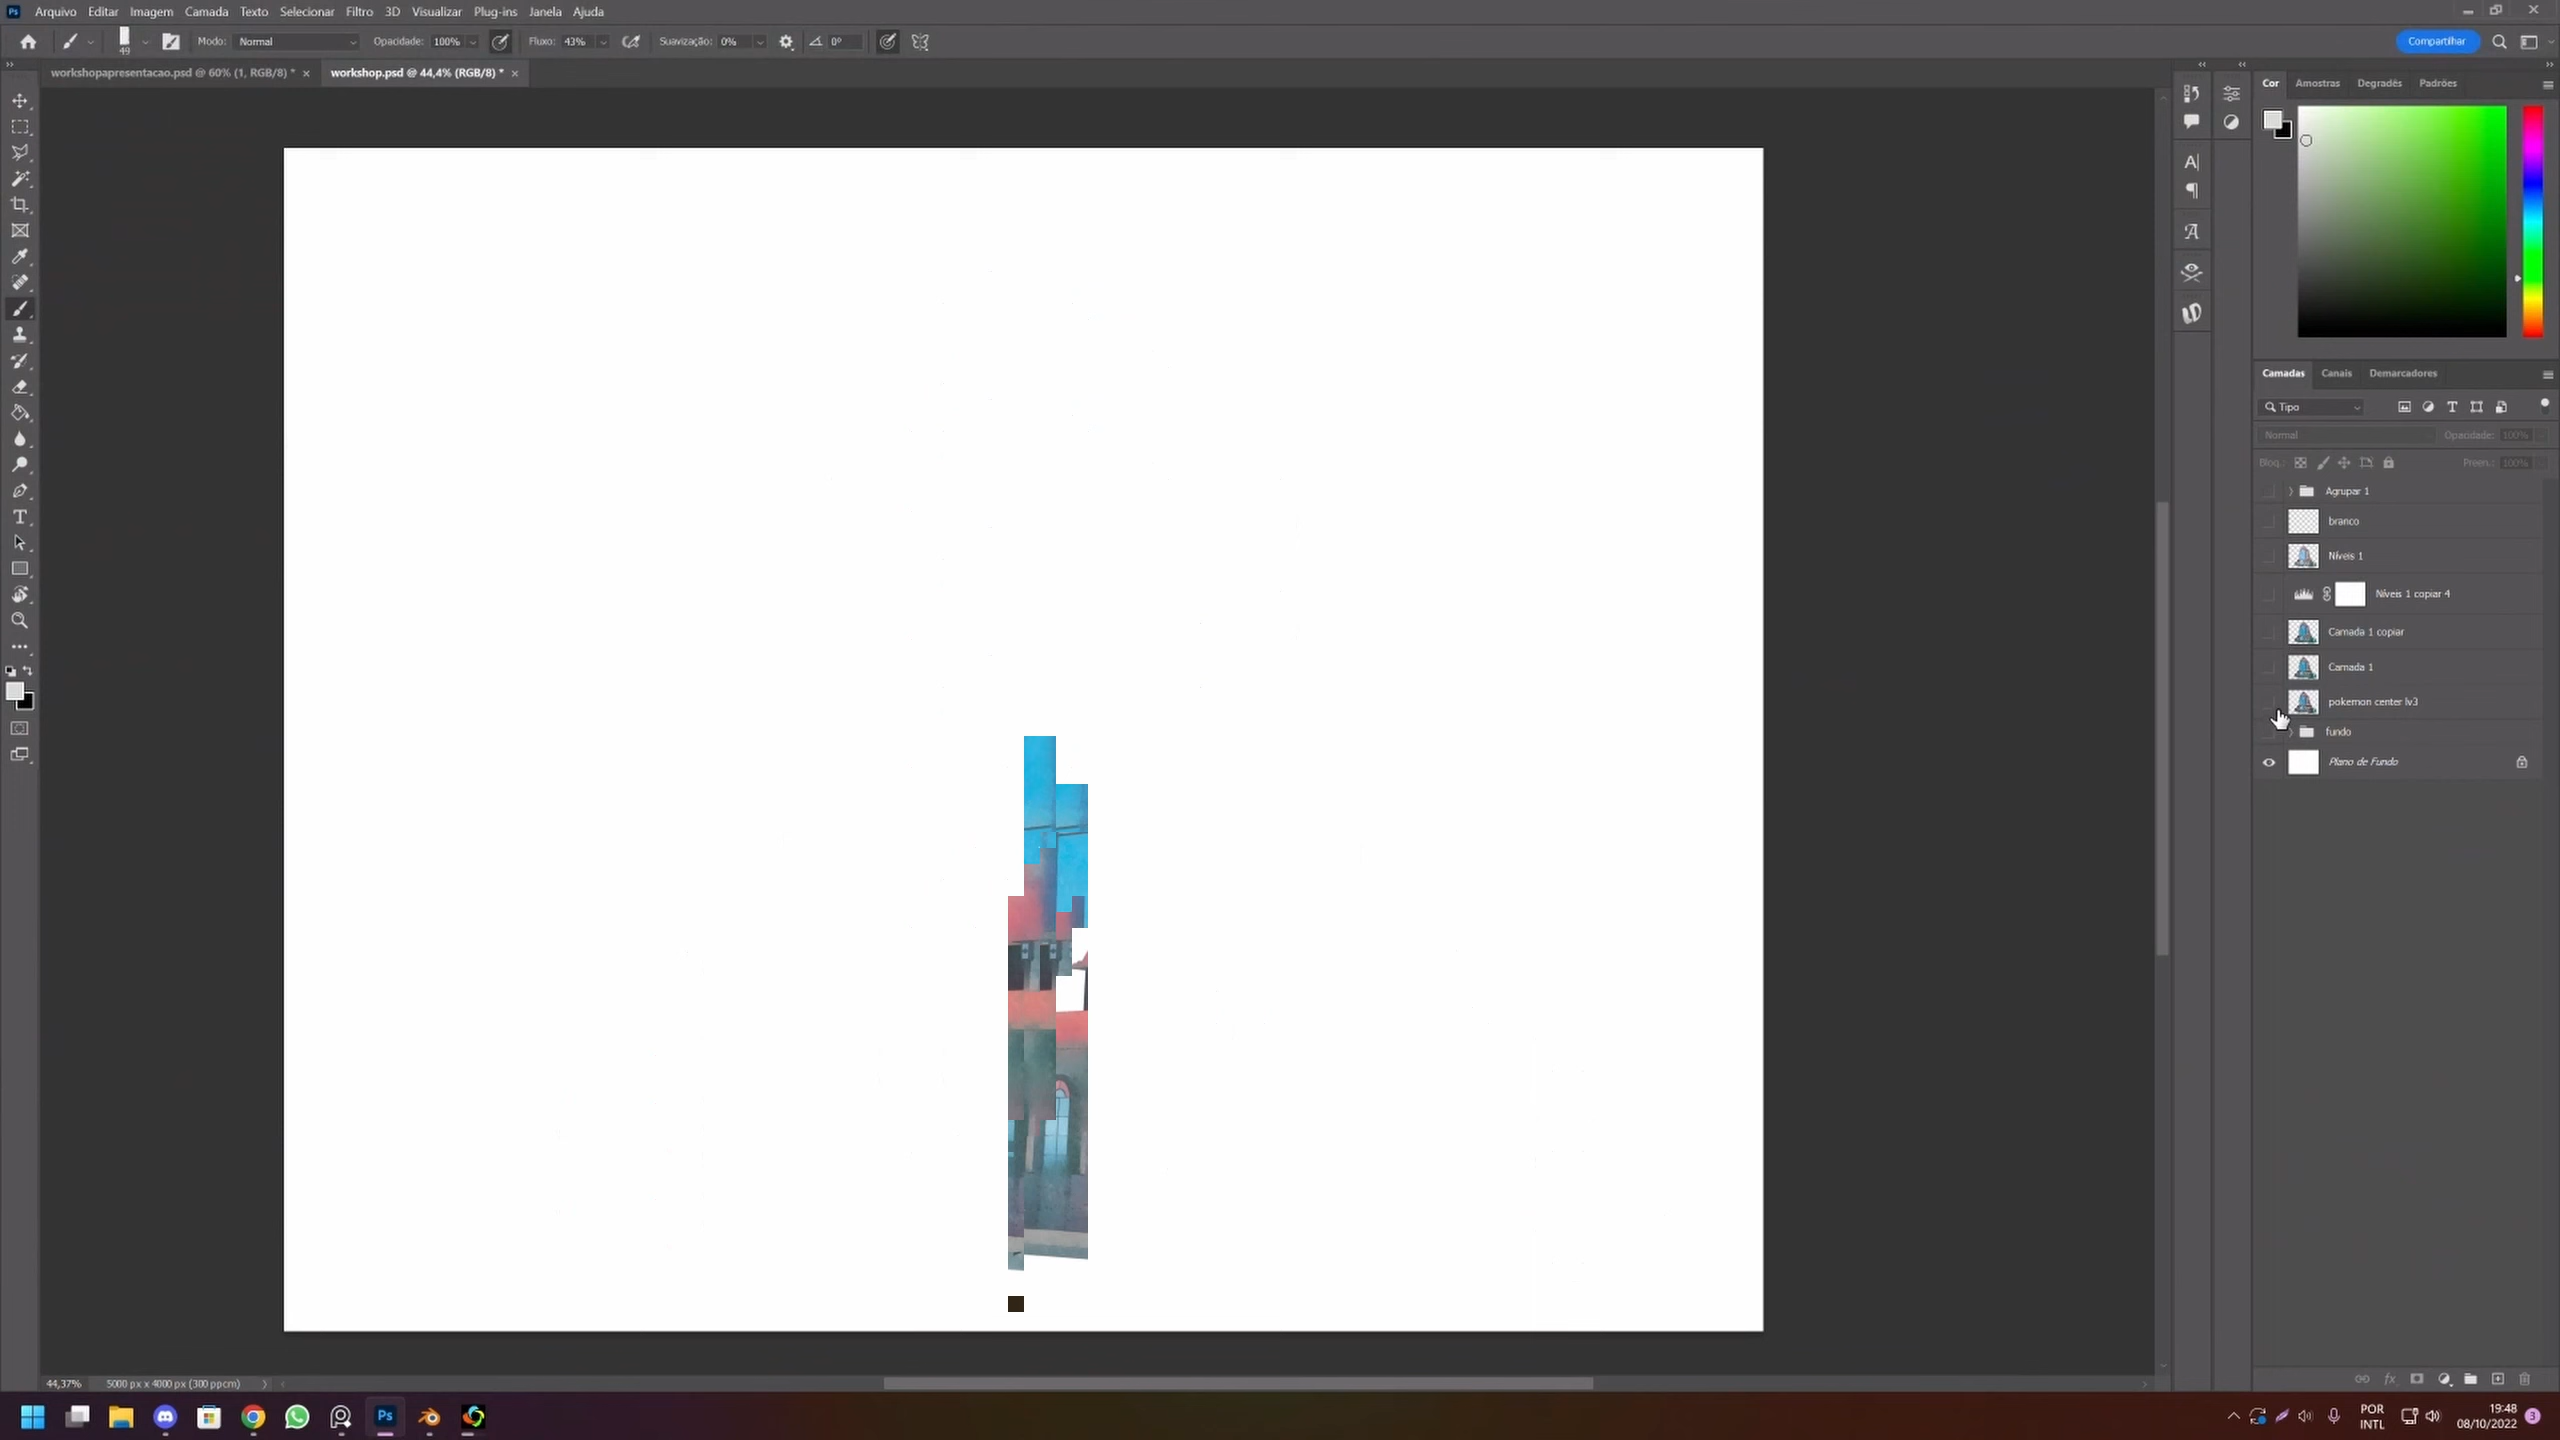 Ps Arquivo Editar Imagem Camada Texto Selecionar Filtro 3D Visualizar Plug-ins Janela Ajuda
49 Modo: Normal Opacidade: 100% Fluxo: 43% Suavização: 0% 0° Compartilhar
workshopapresentacao.psd @ 60% (1, RGB/8) * × workshop.psd @ 44,4% (RGB/8) * ×
Cor Amostras Degradês Padrões
Camadas Canais Demarcadores
Tipo
Normal Opacidade: 100%
Bloq.: Preen.: 100%
Agrupar 1
branco
Níveis 1
Níveis 1 copiar 4
Camada 1 copiar
Camada 1
pokemon center lv3
fundo
Plano de Fundo
44,37% 5000 px x 4000 px (300 ppcm)
Ps
POR
INTL
19:48
08/10/2022
3